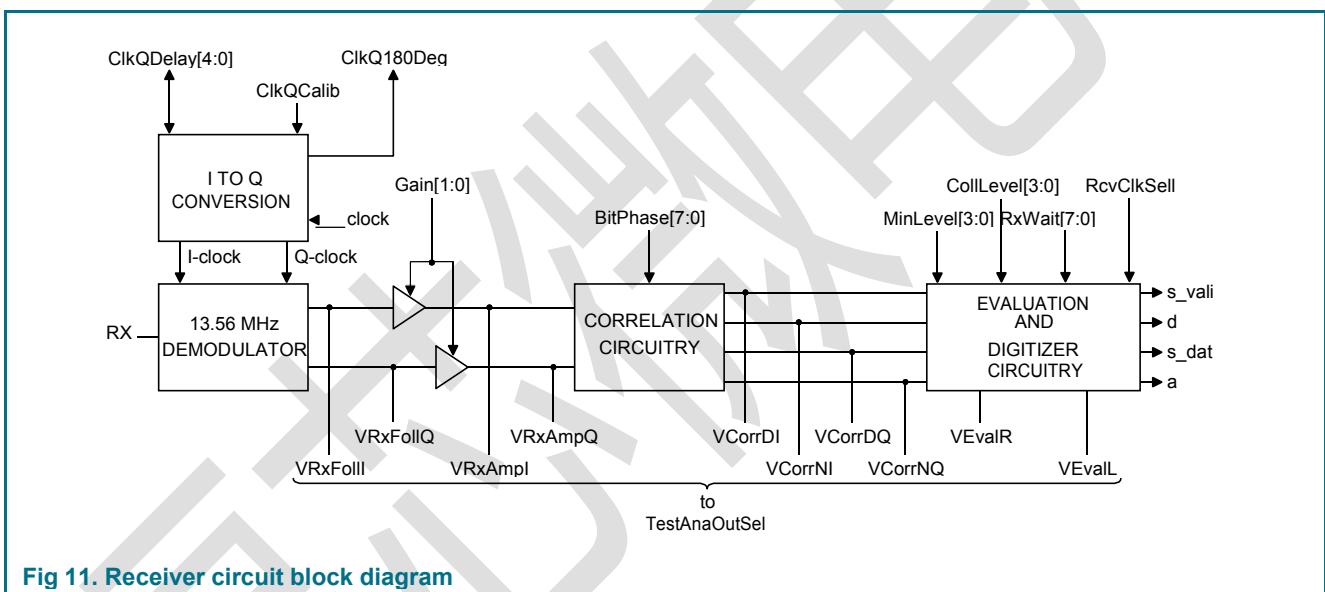 ClkQDelay[4:0]
ClkQ180Deg
ClkQCalib
I TO Q
CONVERSION
clock
I-clock
Q-clock
Gain[1:0]
BitPhase[7:0]
CollLevel[3:0]
RcvClkSell
MinLevel[3:0]
RxWait[7:0]
RX
13.56 MHz
DEMODULATOR
CORRELATION
CIRCUITRY
EVALUATION
AND
DIGITIZER
CIRCUITRY
s_vali
d
s_dat
a
VRxFollQ
VRxAmpQ
VCorrDI
VCorrDQ
VEvalR
VRxFollI
VRxAmpI
VCorrNI
VCorrNQ
VEvalL
to
TestAnaOutSel
Fig 11. Receiver circuit block diagram